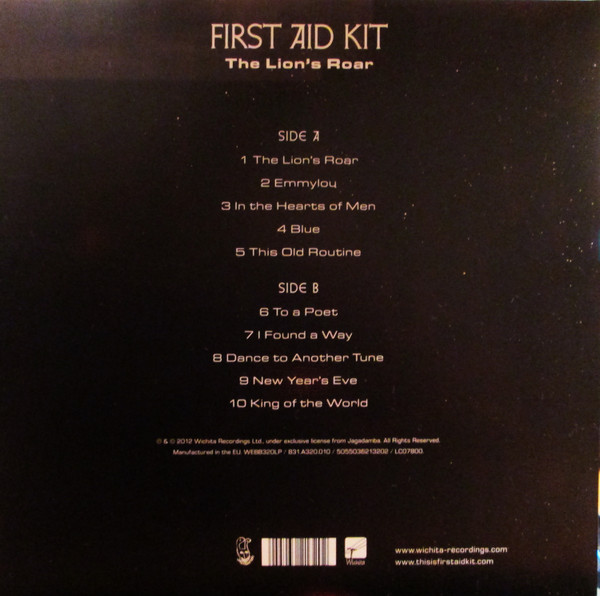 FIRST AID KIT
The Lion's Roar
SIDE A
1 The Lion's Roar
2 Emmylou
3 In the Hearts of Men
4 Blue
5 This Old Routine
SIDE B
6 To a Poet
7 I Found a Way
8 Dance to Another Tune
9 New Year's Eve
10 King of the World
℗ & © 2012 Wichita Recordings Ltd., under exclusive license from Jagadamba. All Rights Reserved.
Manufactured in the EU. WEBB320LP / 831.A320.010 / 5055036213202 / LC07800.
Wichita
www.wichita-recordings.com
www.thisisfirstaidkit.com